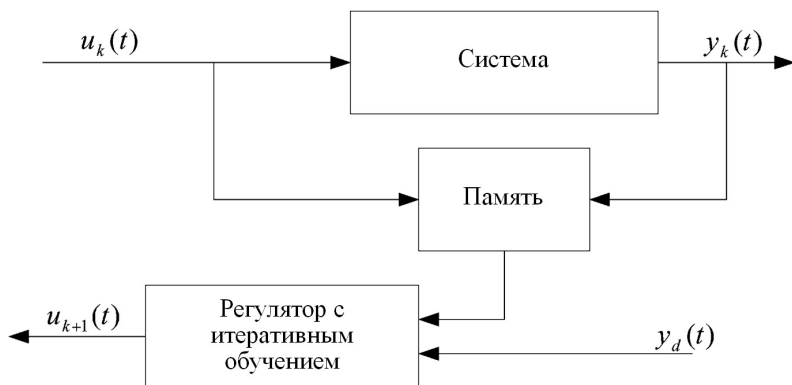 u_k(t)
y_k(t)
Система
Память
Регулятор с
итеративным
обучением
u_{k+1}(t)
y_d(t)